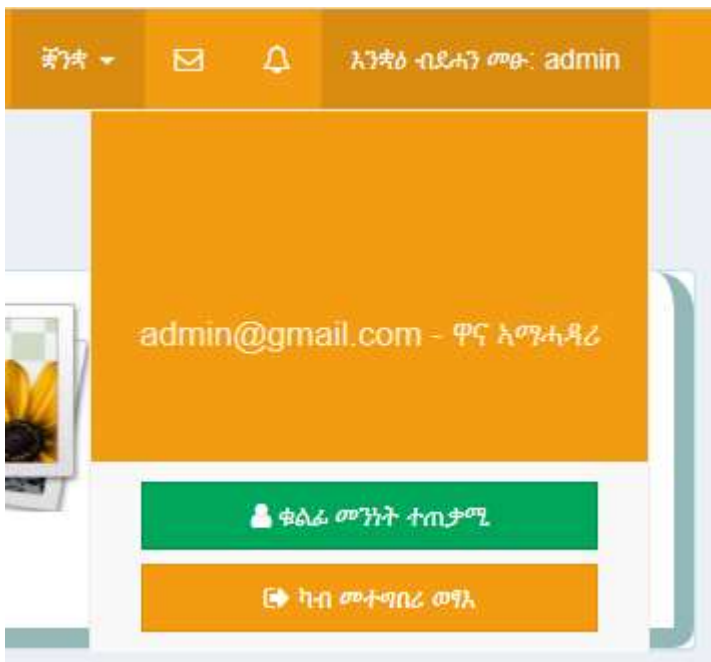 ቛንቋ
እንቋዕ ብደሓን መፁ: admin
admin@gmail.com - ዋና ኣማሓዳሪ
ቁልፊ መንነት ተጠቃሚ
ካብ መተግበሪ ወፃእ